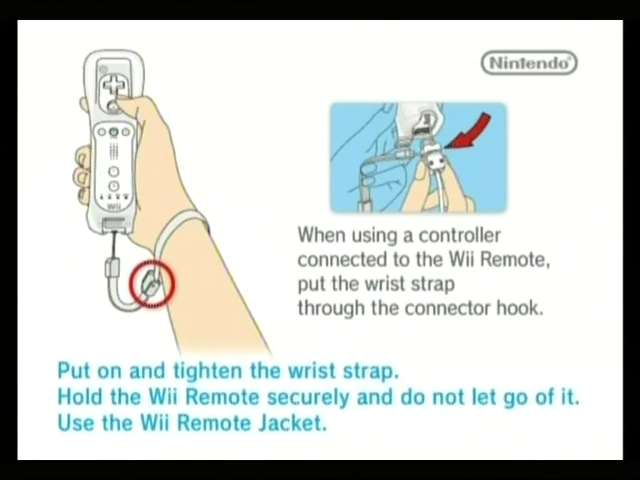 Nintendo
Wii
When using a controller
connected to the Wii Remote,
put the wrist strap
through the connector hook.
Put on and tighten the wrist strap.
Hold the Wii Remote securely and do not let go of it.
Use the Wii Remote Jacket.